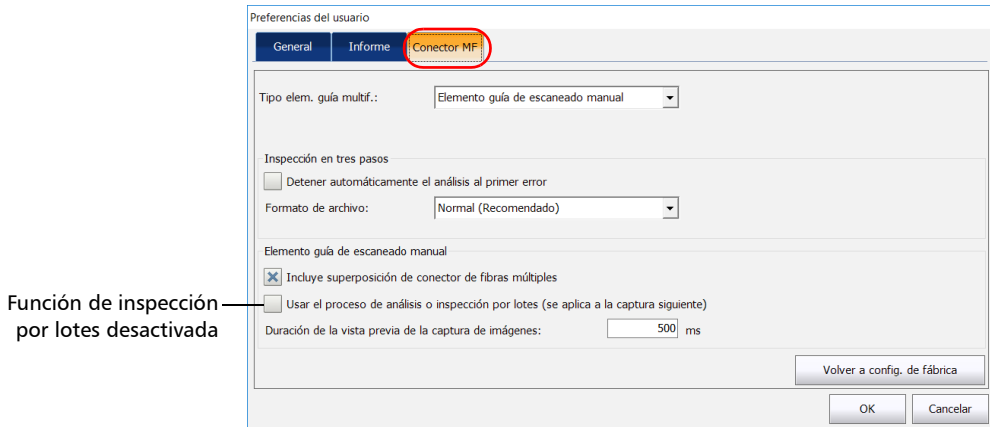 Preferencias del usuario
General
Informe
Conector MF
Tipo elem. guía multif.:
Elemento guía de escaneado manual
Inspección en tres pasos
Detener automáticamente el análisis al primer error
Formato de archivo:
Normal (Recomendado)
Elemento guía de escaneado manual
Incluye superposición de conector de fibras múltiples
Función de inspección
por lotes desactivada
Usar el proceso de análisis o inspección por lotes (se aplica a la captura siguiente)
Duración de la vista previa de la captura de imágenes:
500 ms
Volver a config. de fábrica
OK
Cancelar